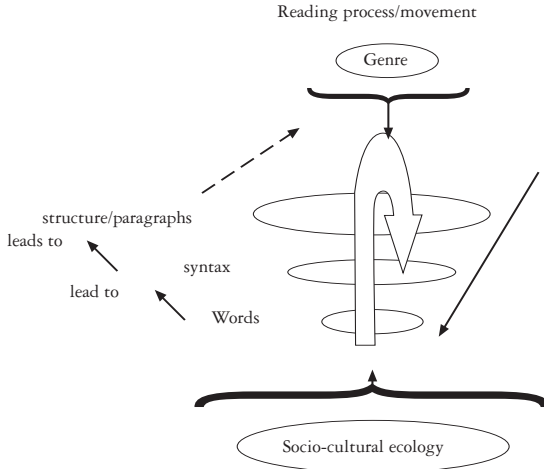 Reading process/movement
Genre
structure/paragraphs
leads to
syntax
lead to
Words
Socio-cultural ecology